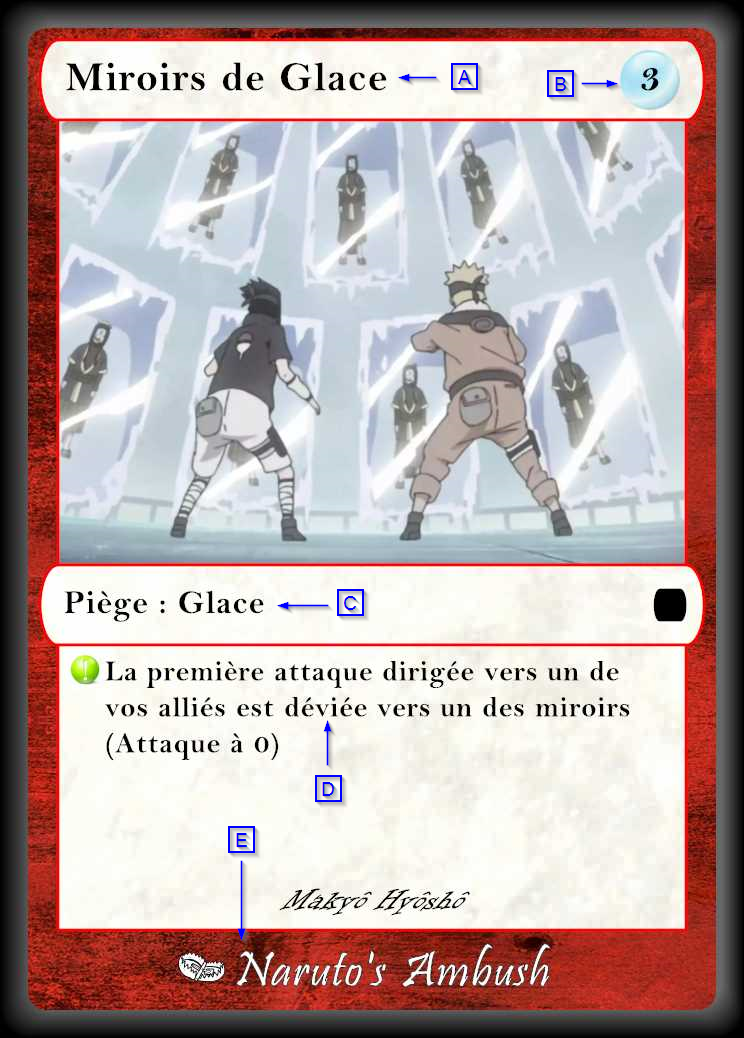 Miroirs de Glace
A
B
3
Piège : Glace
C
! La première attaque dirigée vers un de
vos alliés est déviée vers un des miroirs
(Attaque à 0)
D
E
Makyô Hyôshô
Naruto's Ambush